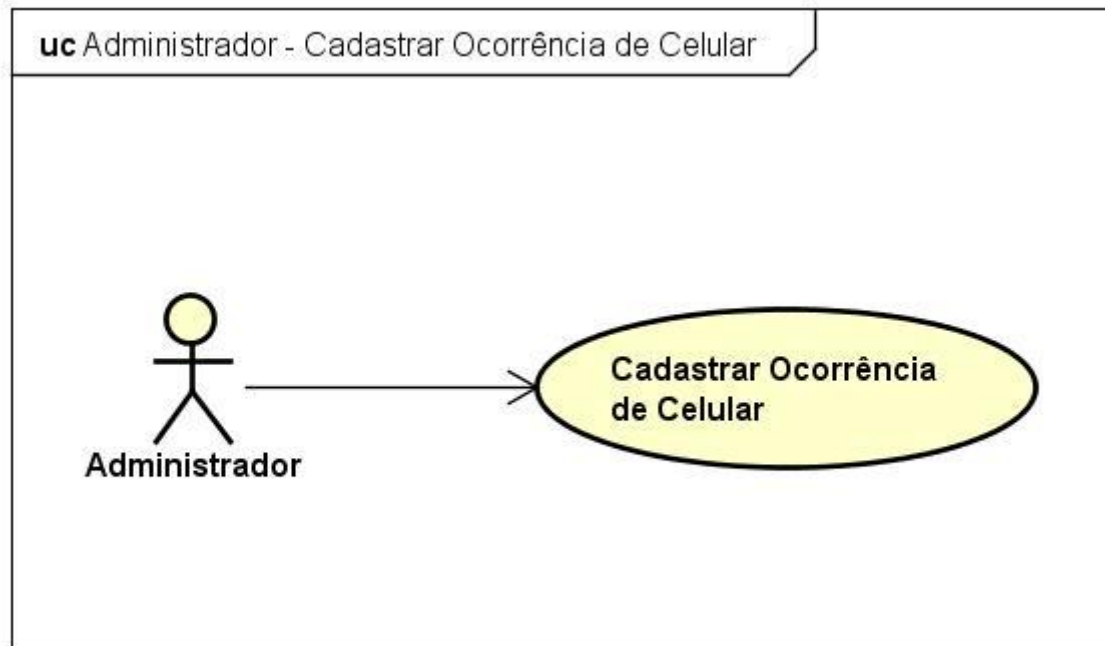 uc Administrador - Cadastrar Ocorrência de Celular
Cadastrar Ocorrência
de Celular
Administrador